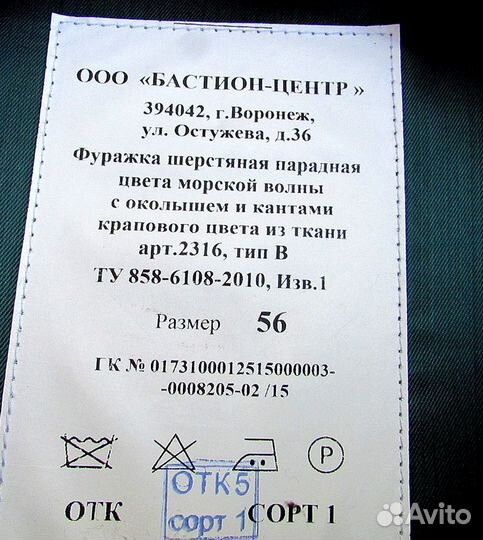 ООО «БАСТИОН-ЦЕНТР »
394042, г.Воронеж,
ул. Остужева, д.36
Фуражка шерстяная парадная
цвета морской волны
с околышем и кантами
крапового цвета из ткани
арт.2316, тип В
ТУ 858-6108-2010, Изв.1
Размер 56
ГК № 0173100012515000003-
-0008205-02 /15
P
ОТК5
ОТК сорт 1 СОРТ 1
Avito